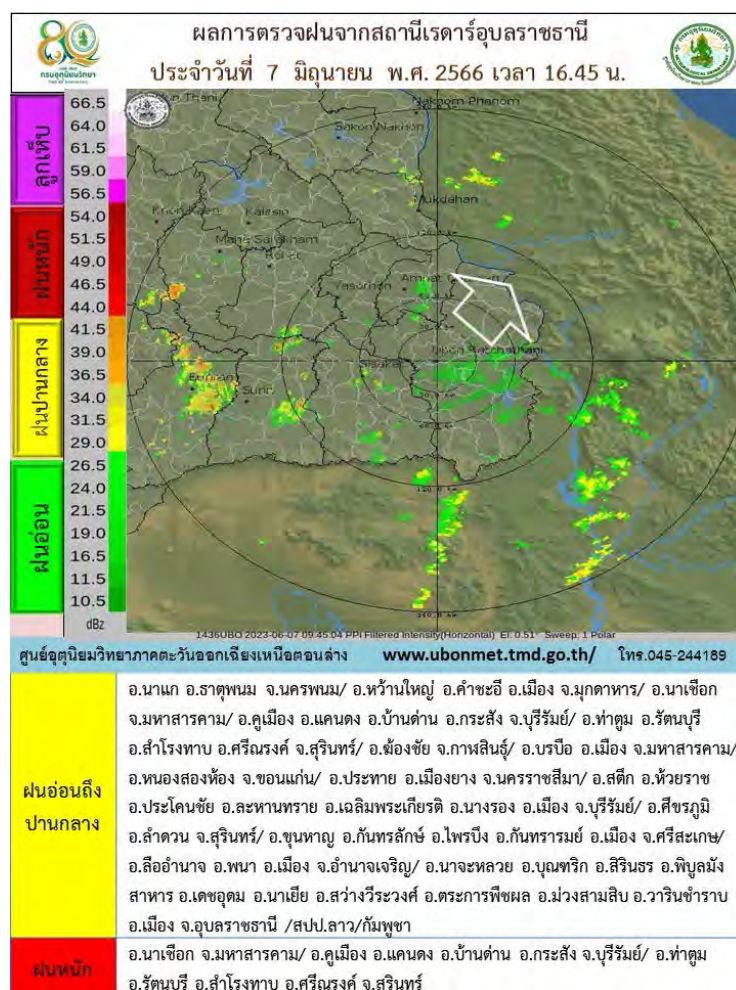 กรมอุตุนิยมวิทยา
ผลการตรวจฝนจากสถานีเรดาร์อุบลราชธานี
ประจำวันที่ 7 มิถุนายน พ.ศ. 2566 เวลา 16.45 น.
ลูกเห็บ
ฝนหนัก
ฝนปานกลาง
ฝนอ่อน
66.5
64.0
61.5
59.0
56.5
54.0
51.5
49.0
46.5
44.0
41.5
39.0
36.5
34.0
31.5
29.0
26.5
24.0
21.5
19.0
16.5
11.5
10.5
dBz
Thani
Nakhom Phanom
Sakon Nakhon
Mukdahan
Khon Kaen
Kalasin
Maha Sarakham
Roi Et
Yasothon
Amnat
Ubon Ratchathani
Sisaket
Buriram
Surin
1436UBO 2023-06-07 09:45:04 PPI Filtered Intensity(Horizontal) El: 0.51° Sweep: 1 Polar
ศูนย์อุตุนิยมวิทยาภาคตะวันออกเฉียงเหนือตอนล่าง www.ubonmet.tmd.go.th/ โทร.045-244189
ฝนอ่อนถึง
ปานกลาง
อ.นาแก อ.ธาตุพนม จ.นครพนม/ อ.หว้านใหญ่ อ.คำชะอี อ.เมือง จ.มุกดาหาร/ อ.นาเชือก
จ.มหาสารคาม/ อ.คูเมือง อ.แคนดง อ.บ้านด่าน อ.กระสัง จ.บุรีรัมย์/ อ.ท่าตูม อ.รัตนบุรี
อ.สำโรงทาบ อ.ศรีณรงค์ จ.สุรินทร์/ อ.ฆ้องชัย จ.กาฬสินธุ์/ อ.บรบือ อ.เมือง จ.มหาสารคาม/
อ.หนองสองห้อง จ.ขอนแก่น/ อ.ประทาย อ.เมืองยาง จ.นครราชสีมา/ อ.สตึก อ.ห้วยราช
อ.ประโคนชัย อ.ละหานทราย อ.เฉลิมพระเกียรติ อ.นางรอง อ.เมือง จ.บุรีรัมย์/ อ.ศีขรภูมิ
อ.ลำดวน จ.สุรินทร์/ อ.ขุนหาญ อ.กันทรลักษ์ อ.ไพรบึง อ.กันทรารมย์ อ.เมือง จ.ศรีสะเกษ/
อ.ลืออำนาจ อ.พนา อ.เมือง จ.อำนาจเจริญ/ อ.นาจะหลวย อ.บุณฑริก อ.สิรินธร อ.พิบูลมัง
สาหาร อ.เดชอุดม อ.นาเยีย อ.สว่างวีระวงศ์ อ.ตระการพืชผล อ.ม่วงสามสิบ อ.วารินชำราบ
อ.เมือง จ.อุบลราชธานี /สปป.ลาว/กัมพูชา
ฝนหนัก
อ.นาเชือก จ.มหาสารคาม/ อ.คูเมือง อ.แคนดง อ.บ้านด่าน อ.กระสัง จ.บุรีรัมย์/ อ.ท่าตูม
อ.รัตนบุรี อ.สำโรงทาบ อ.ศรีณรงค์ จ.สุรินทร์